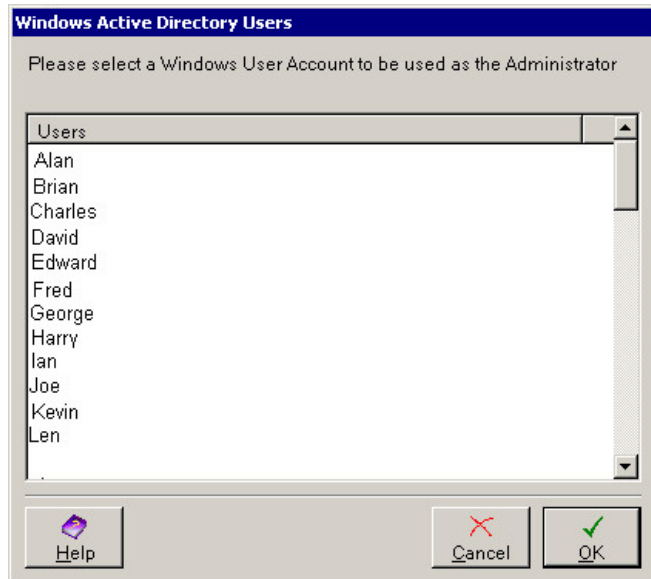 Windows Active Directory Users
Please select a Windows User Account to be used as the Administrator
Users
Alan
Brian
Charles
David
Edward
Fred
George
Harry
Ian
Joe
Kevin
Len
Help
Cancel
OK